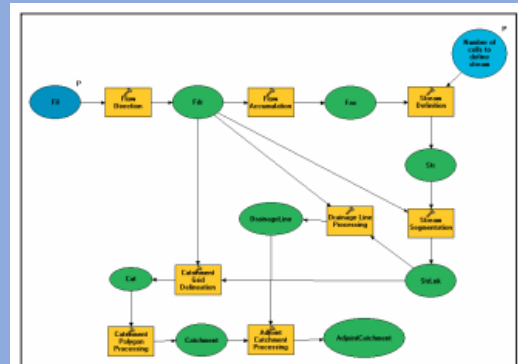 P
Number of
cells to
define
stream
P
Fil
Flow
Direction
Fdr
Flow
Accumulation
Fac
Stream
Definition
Str
DrainageLine
Drainage Line
Processing
Stream
Segmentation
Cat
Catchment
Grid
Delineation
StrLnk
Catchment
Polygon
Processing
Catchment
Adjoint
Catchment
Processing
AdjointCatchment